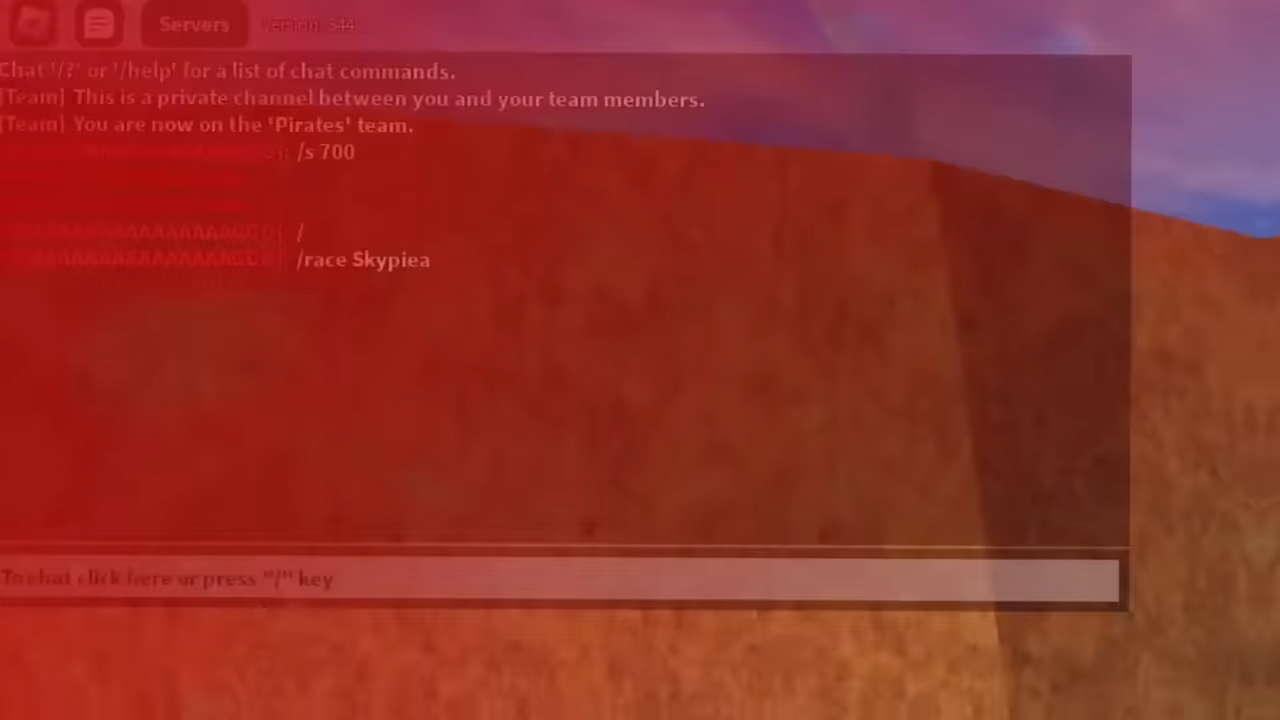 Servers Version: 544
Chat '/?' or '/help' for a list of chat commands.
[Team] This is a private channel between you and your team members.
[Team] You are now on the 'Pirates' team.
/s 700
/
/race Skypiea
To chat click here or press "/" key